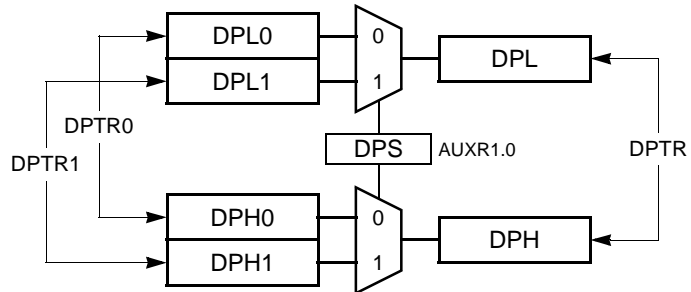 DPL0
0
DPL
DPL1
1
DPTR0
DPS
AUXR1.0
DPTR
DPTR1
DPH0
0
DPH
DPH1
1